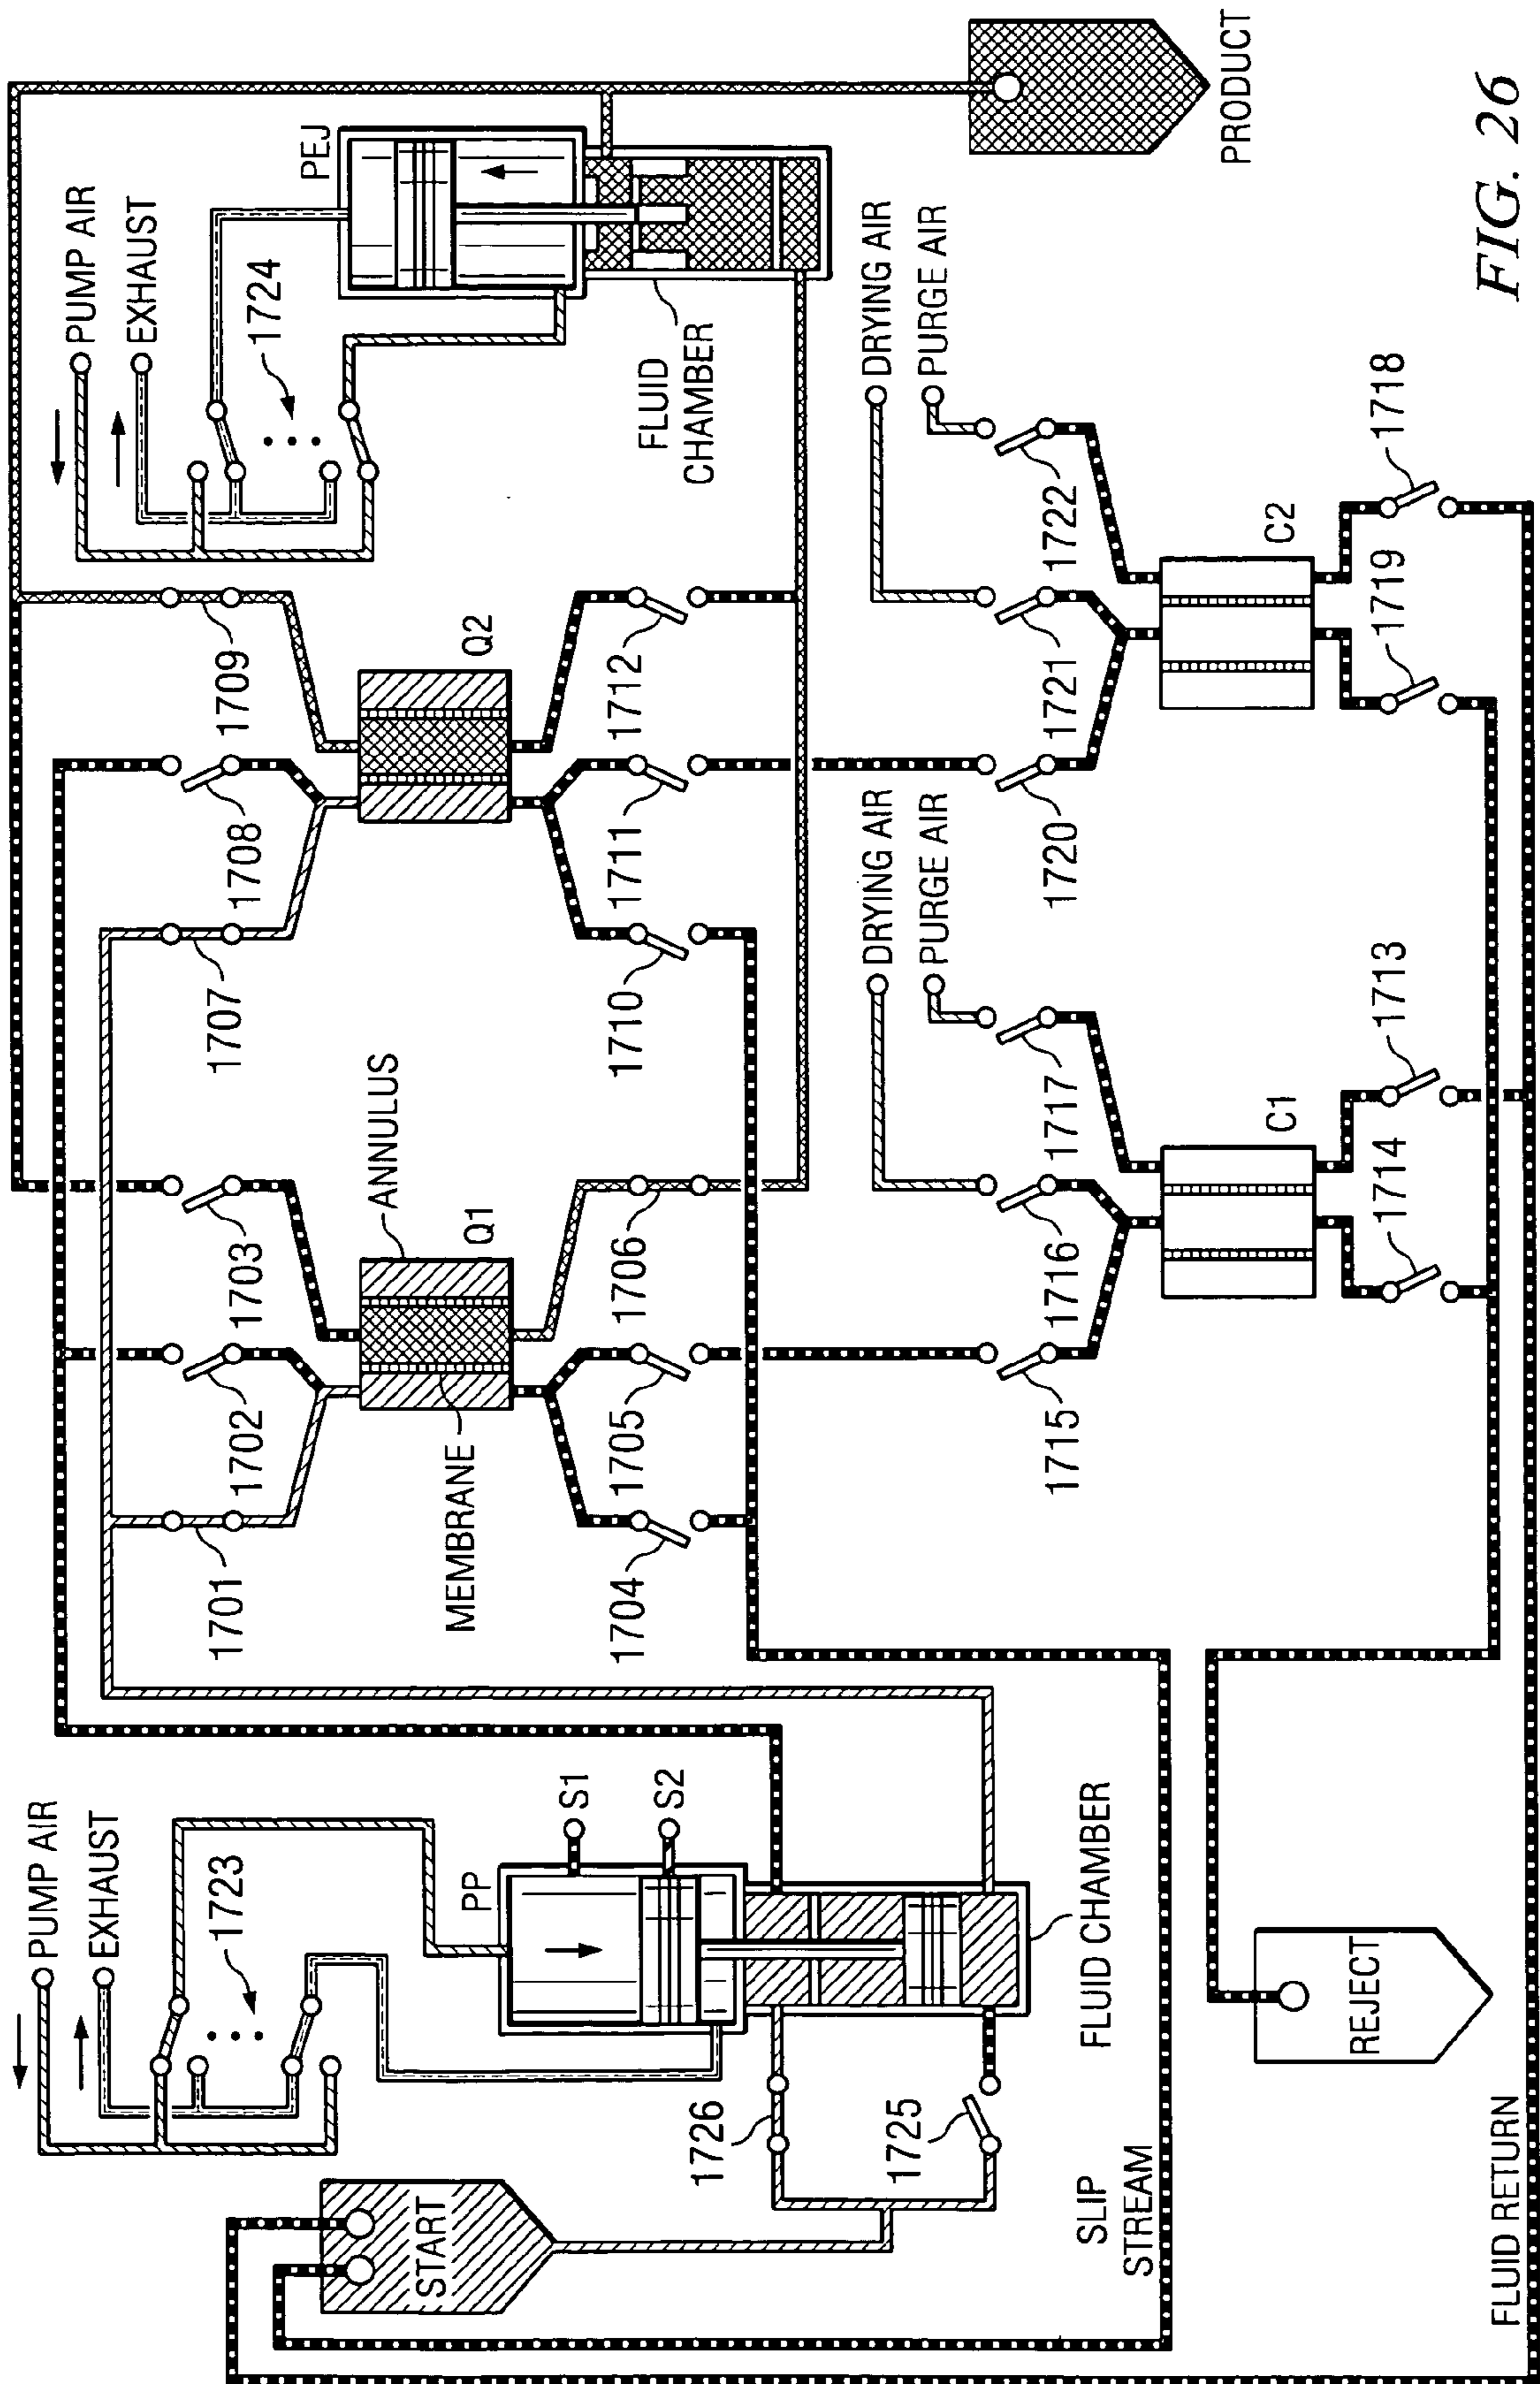 PUMP AIR
EXHAUST
1723
START
PP
S1
S2
1726
1725
FLUID CHAMBER
SLIP
STREAM
REJECT
FLUID RETURN
1701
1702
1703
MEMBRANE
ANNULUS
Q1
1704
1705
1706
1707
1708
1709
Q2
1710
1711
1712
PUMP AIR
EXHAUST
1724
PEJ
FLUID
CHAMBER
DRYING AIR
PURGE AIR
1715
1716
1717
C1
1714
1713
DRYING AIR
PURGE AIR
1720
1721
1722
C2
1719
1718
PRODUCT
FIG. 26